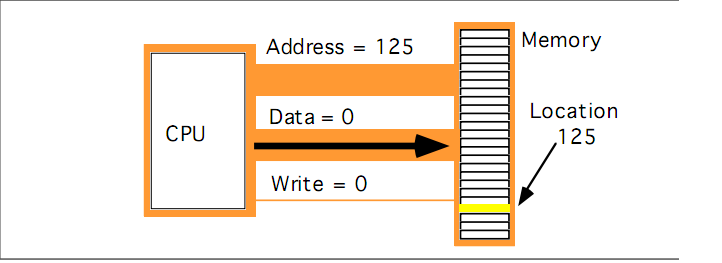 Address = 125
Memory
Data = 0
Location
125
CPU
Write = 0